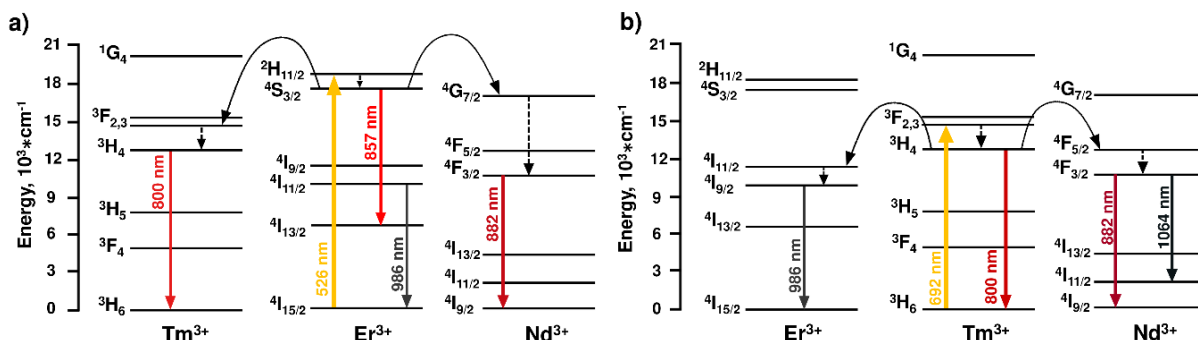 a)
Energy, 10³*cm⁻¹
21
18
15
12
9
6
3
0
¹G₄
³F₂,₃
³H₄
³H₅
³F₄
³H₆
800 nm
Tm³⁺
²H₁₁/₂
⁴S₃/₂
⁴I₉/₂
⁴I₁₁/₂
⁴I₁₃/₂
⁴I₁₅/₂
526 nm
857 nm
986 nm
Er³⁺
⁴G₇/₂
⁴F₅/₂
⁴F₃/₂
⁴I₁₃/₂
⁴I₁₁/₂
⁴I₉/₂
882 nm
Nd³⁺
b)
Energy, 10³*cm⁻¹
21
18
15
12
9
6
3
0
²H₁₁/₂
⁴S₃/₂
⁴I₁₁/₂
⁴I₉/₂
⁴I₁₃/₂
⁴I₁₅/₂
986 nm
Er³⁺
¹G₄
³F₂,₃
³H₄
³H₅
³F₄
³H₆
692 nm
800 nm
Tm³⁺
⁴G₇/₂
⁴F₅/₂
⁴F₃/₂
⁴I₁₃/₂
⁴I₁₁/₂
⁴I₉/₂
882 nm
1064 nm
Nd³⁺